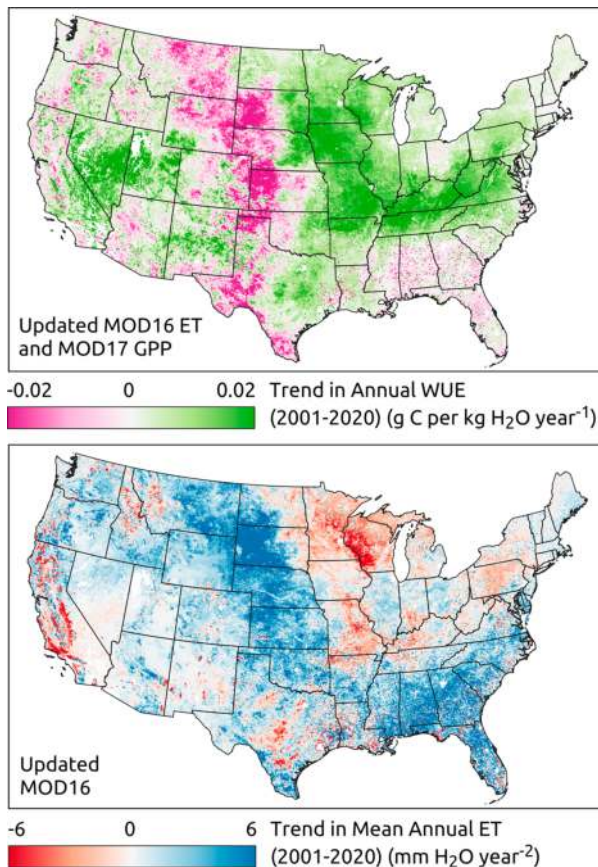 Updated MOD16 ET
and MOD17 GPP
-0.02 0 0.02 Trend in Annual WUE
(2001-2020) (g C per kg H₂O year⁻¹)
Updated
MOD16
-6 0 6 Trend in Mean Annual ET
(2001-2020) (mm H₂O year⁻²)